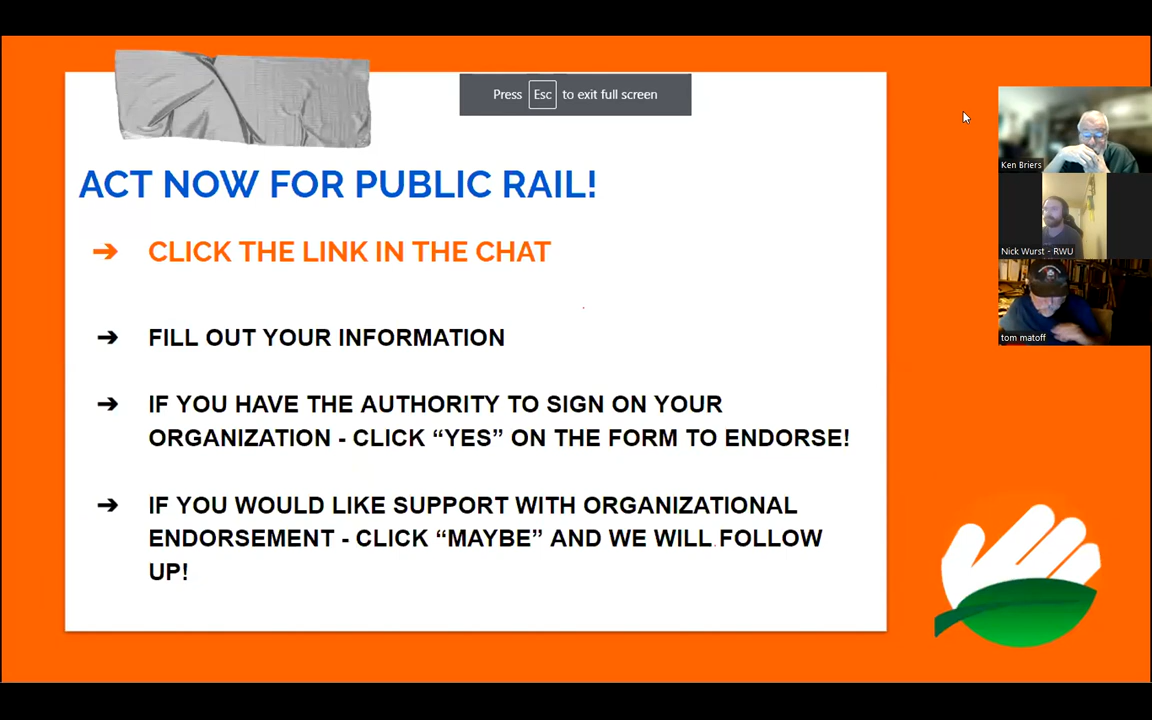 Press Esc to exit full screen
ACT NOW FOR PUBLIC RAIL!
➔ CLICK THE LINK IN THE CHAT
➔ FILL OUT YOUR INFORMATION
➔ IF YOU HAVE THE AUTHORITY TO SIGN ON YOUR
ORGANIZATION - CLICK “YES” ON THE FORM TO ENDORSE!
➔ IF YOU WOULD LIKE SUPPORT WITH ORGANIZATIONAL
ENDORSEMENT - CLICK “MAYBE” AND WE WILL FOLLOW
UP!
Ken Briers
Nick Wurst - RWU
tom matoff